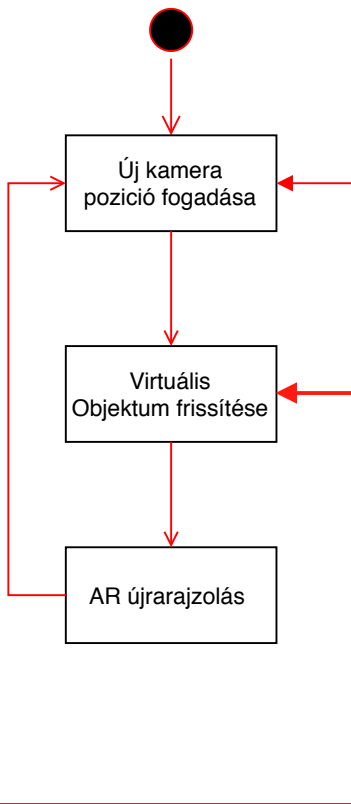 Új kamera
pozició fogadása
Virtuális
Objektum frissítése
AR újrarajzolás